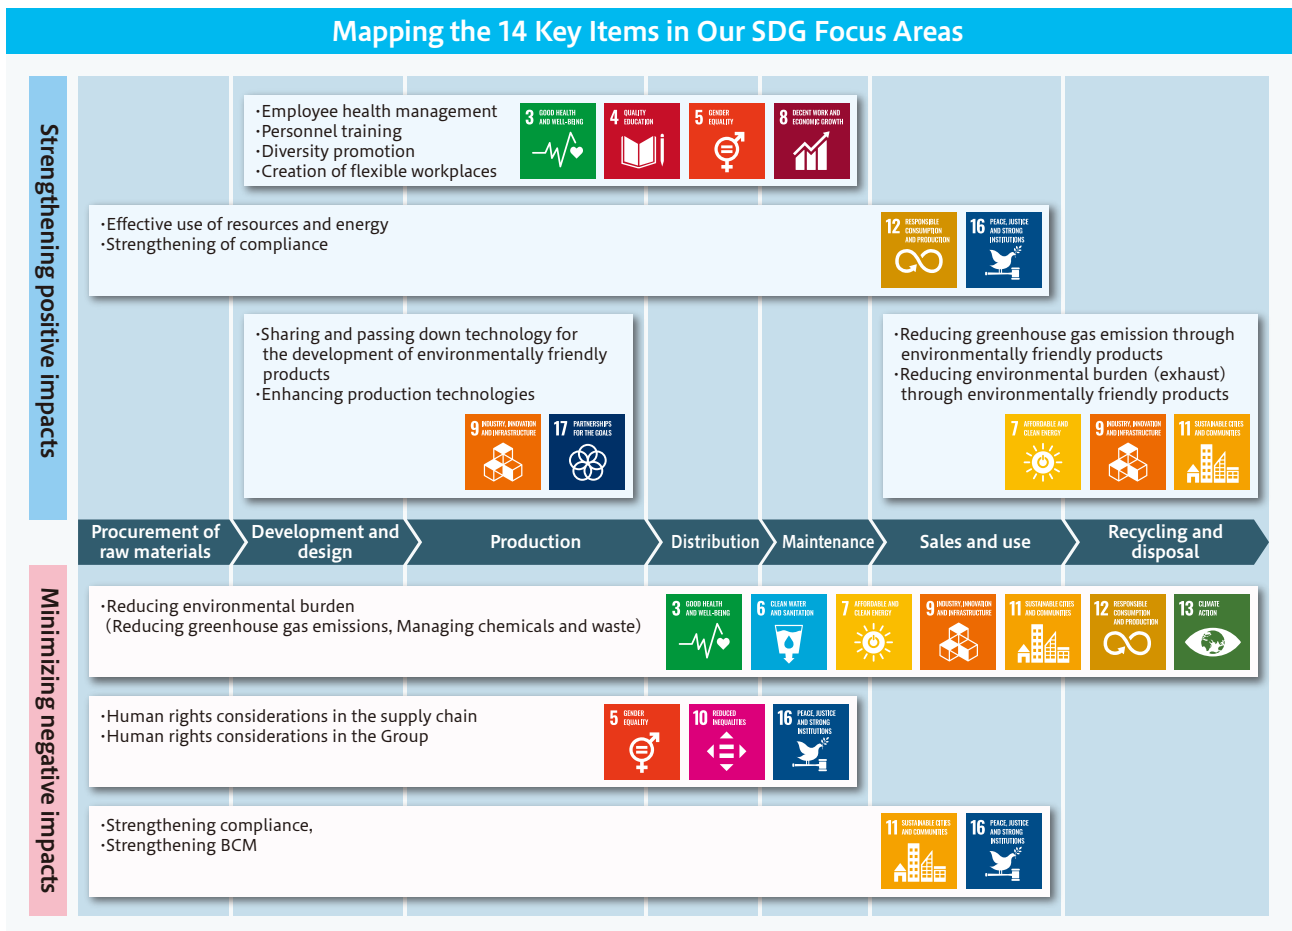 Mapping the 14 Key Items in Our SDG Focus Areas
Strengthening positive impacts
・Employee health management
・Personnel training
・Diversity promotion
・Creation of flexible workplaces
3 GOOD HEALTH
AND WELL-BEING
4 QUALITY
EDUCATION
5 GENDER
EQUALITY
8 DECENT WORK AND
ECONOMIC GROWTH
・Effective use of resources and energy
・Strengthening of compliance
12 RESPONSIBLE
CONSUMPTION
AND PRODUCTION
16 PEACE, JUSTICE
AND STRONG
INSTITUTIONS
・Sharing and passing down technology for
the development of environmentally friendly
products
・Enhancing production technologies
9 INDUSTRY, INNOVATION
AND INFRASTRUCTURE
17 PARTNERSHIPS
FOR THE GOALS
・Reducing greenhouse gas emission through
environmentally friendly products
・Reducing environmental burden (exhaust)
through environmentally friendly products
7 AFFORDABLE AND
CLEAN ENERGY
9 INDUSTRY, INNOVATION
AND INFRASTRUCTURE
11 SUSTAINABLE CITIES
AND COMMUNITIES
Procurement of
raw materials
Development and
design
Production
Distribution
Maintenance
Sales and use
Recycling and
disposal
Minimizing negative impacts
・Reducing environmental burden
(Reducing greenhouse gas emissions, Managing chemicals and waste)
3 GOOD HEALTH
AND WELL-BEING
6 CLEAN WATER
AND SANITATION
7 AFFORDABLE AND
CLEAN ENERGY
9 INDUSTRY, INNOVATION
AND INFRASTRUCTURE
11 SUSTAINABLE CITIES
AND COMMUNITIES
12 RESPONSIBLE
CONSUMPTION
AND PRODUCTION
13 CLIMATE
ACTION
・Human rights considerations in the supply chain
・Human rights considerations in the Group
5 GENDER
EQUALITY
10 REDUCED
INEQUALITIES
16 PEACE, JUSTICE
AND STRONG
INSTITUTIONS
・Strengthening compliance,
・Strengthening BCM
11 SUSTAINABLE CITIES
AND COMMUNITIES
16 PEACE, JUSTICE
AND STRONG
INSTITUTIONS